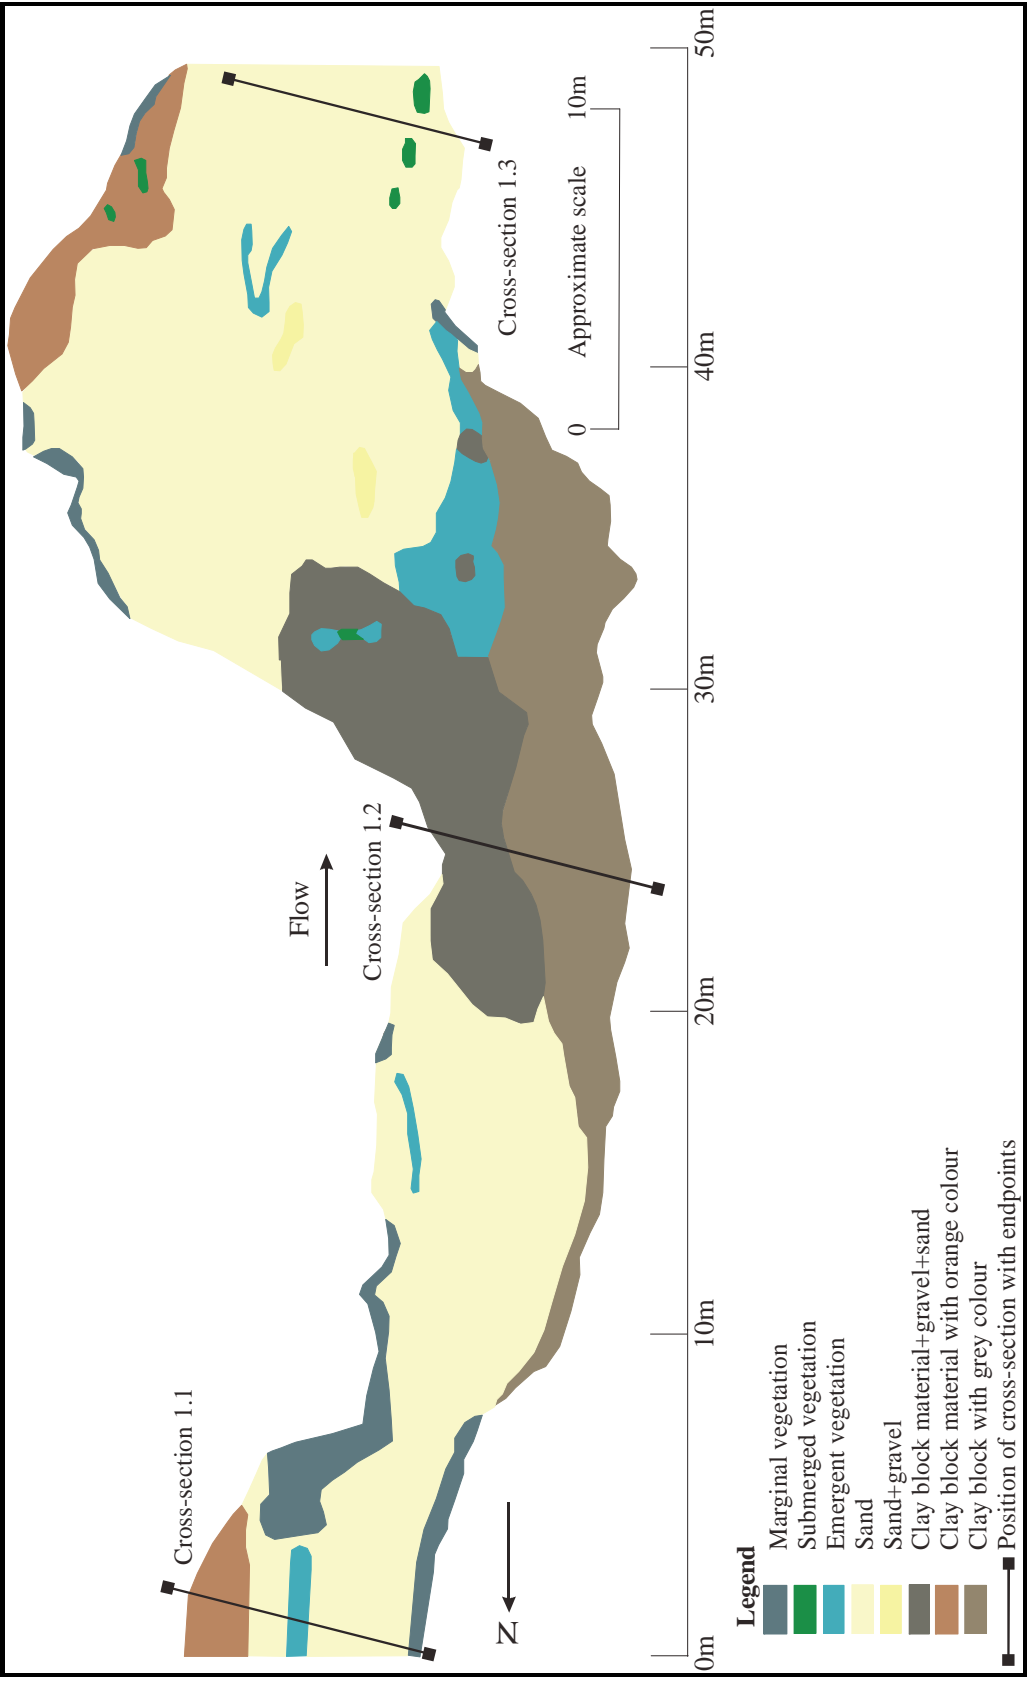 Cross-section 1.1
Cross-section 1.2
Flow
Cross-section 1.3
Approximate scale
0
10m
N
0m
10m
20m
30m
40m
50m
Legend
Marginal vegetation
Submerged vegetation
Emergent vegetation
Sand
Sand+gravel
Clay block material+gravel+sand
Clay block material with orange colour
Clay block with grey colour
Position of cross-section with endpoints